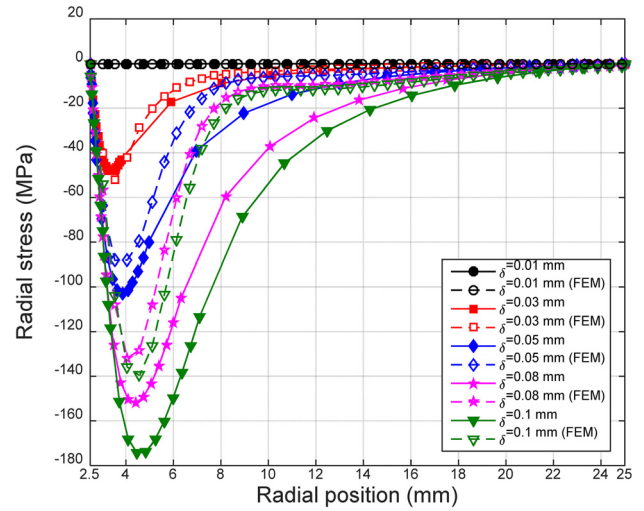 20
0
-20
-40
-60
-80
-100
-120
-140
-160
-180
Radial stress (MPa)
δ=0.01 mm
δ=0.01 mm (FEM)
δ=0.03 mm
δ=0.03 mm (FEM)
δ=0.05 mm
δ=0.05 mm (FEM)
δ=0.08 mm
δ=0.08 mm (FEM)
δ=0.1 mm
δ=0.1 mm (FEM)
2.5 4 6 8 10 12 14 16 18 20 22 24 25
Radial position (mm)